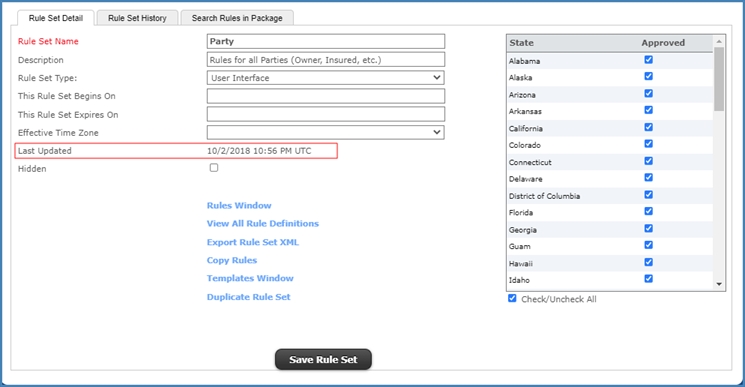 Rule Set Detail
Rule Set History
Search Rules in Package
Rule Set Name Party
Description Rules for all Parties (Owner, Insured, etc.)
Rule Set Type: User Interface
This Rule Set Begins On
This Rule Set Expires On
Effective Time Zone
Last Updated 10/2/2018 10:56 PM UTC
Hidden
Rules Window
View All Rule Definitions
Export Rule Set XML
Copy Rules
Templates Window
Duplicate Rule Set
State Approved
Alabama
Alaska
Arizona
Arkansas
California
Colorado
Connecticut
Delaware
District of Columbia
Florida
Georgia
Guam
Hawaii
Idaho
Check/Uncheck All
Save Rule Set